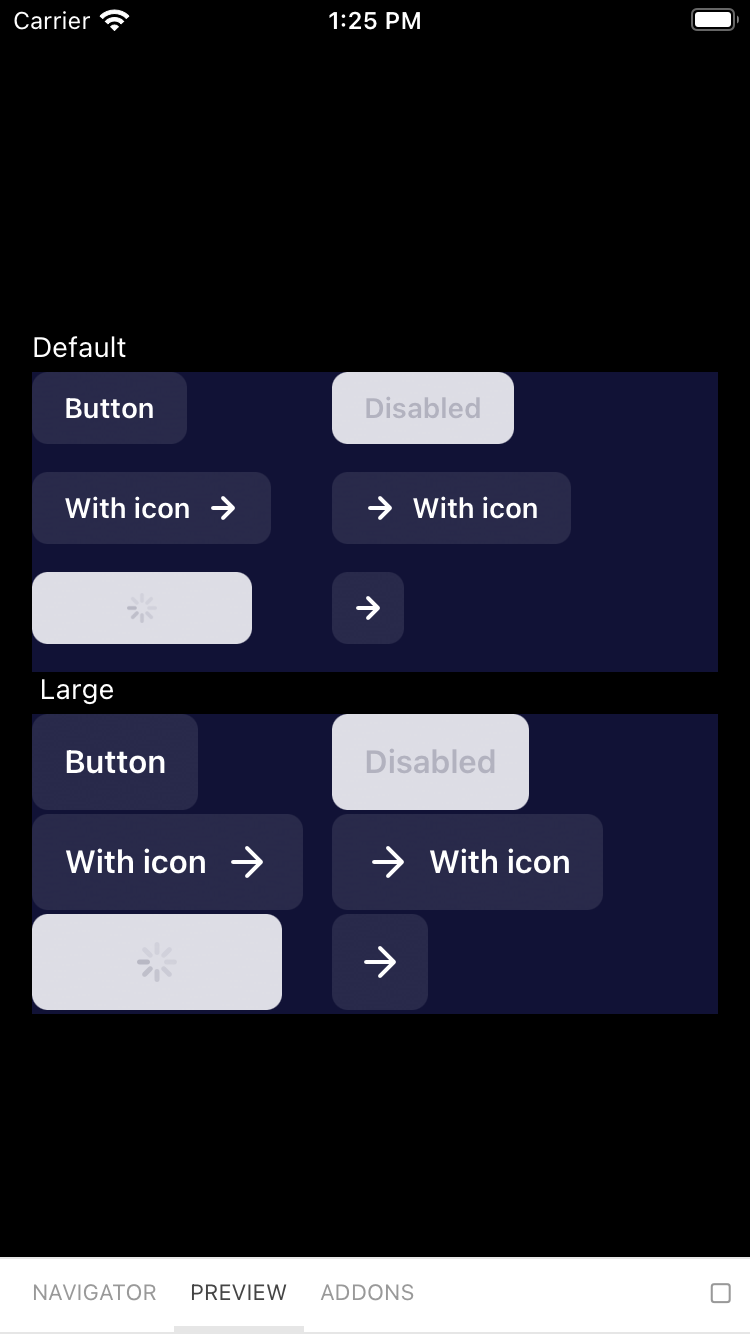 Carrier 1:25 PM
Default
Button Disabled
With icon With icon
Large
Button Disabled
With icon With icon
NAVIGATOR PREVIEW ADDONS